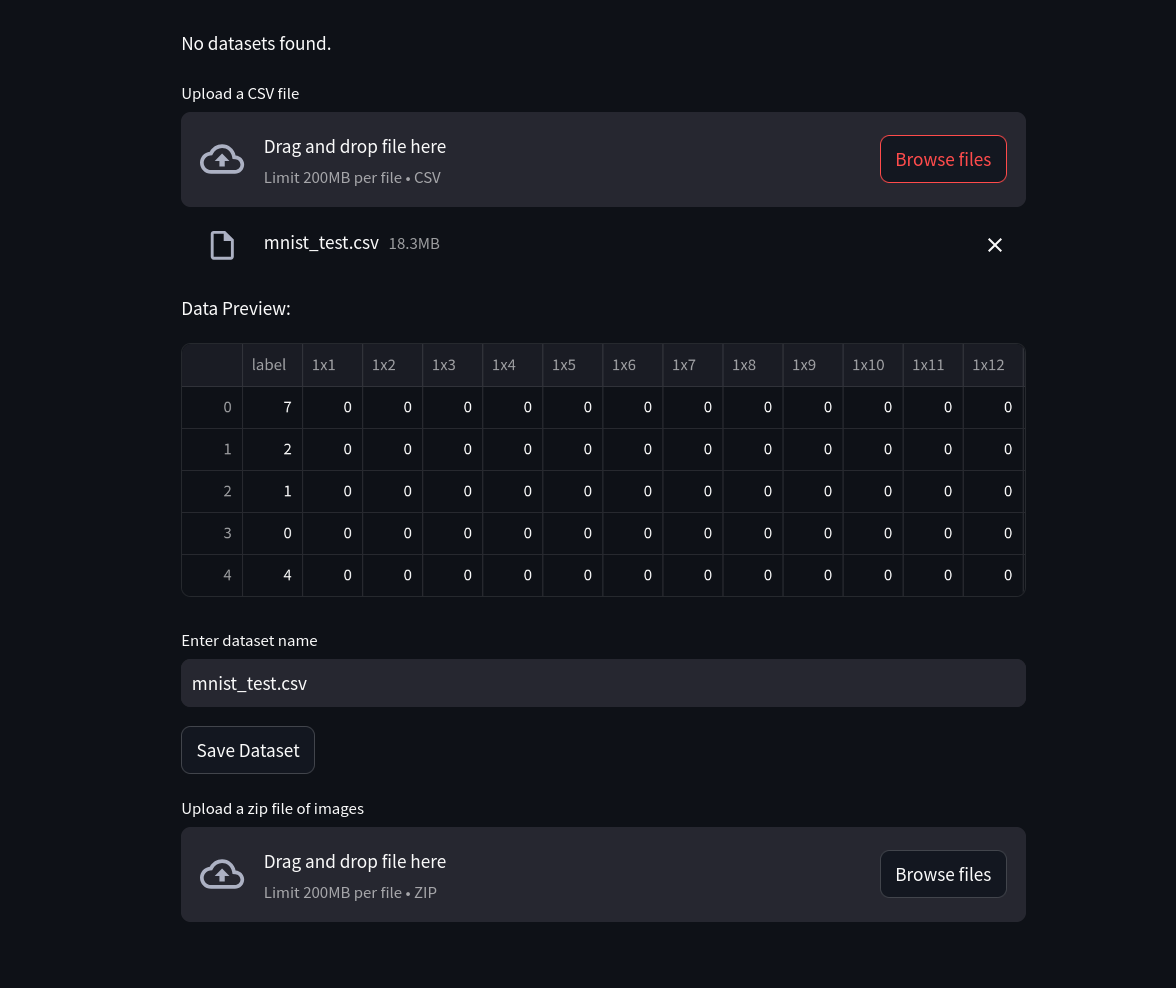 No datasets found.
Upload a CSV file
Drag and drop file here
Limit 200MB per file • CSV
Browse files
mnist_test.csv 18.3MB
Data Preview:
label 1x1 1x2 1x3 1x4 1x5 1x6 1x7 1x8 1x9 1x10 1x11 1x12
0 7 0 0 0 0 0 0 0 0 0 0 0 0
1 2 0 0 0 0 0 0 0 0 0 0 0 0
2 1 0 0 0 0 0 0 0 0 0 0 0 0
3 0 0 0 0 0 0 0 0 0 0 0 0 0
4 4 0 0 0 0 0 0 0 0 0 0 0 0
Enter dataset name
mnist_test.csv
Save Dataset
Upload a zip file of images
Drag and drop file here
Limit 200MB per file • ZIP
Browse files